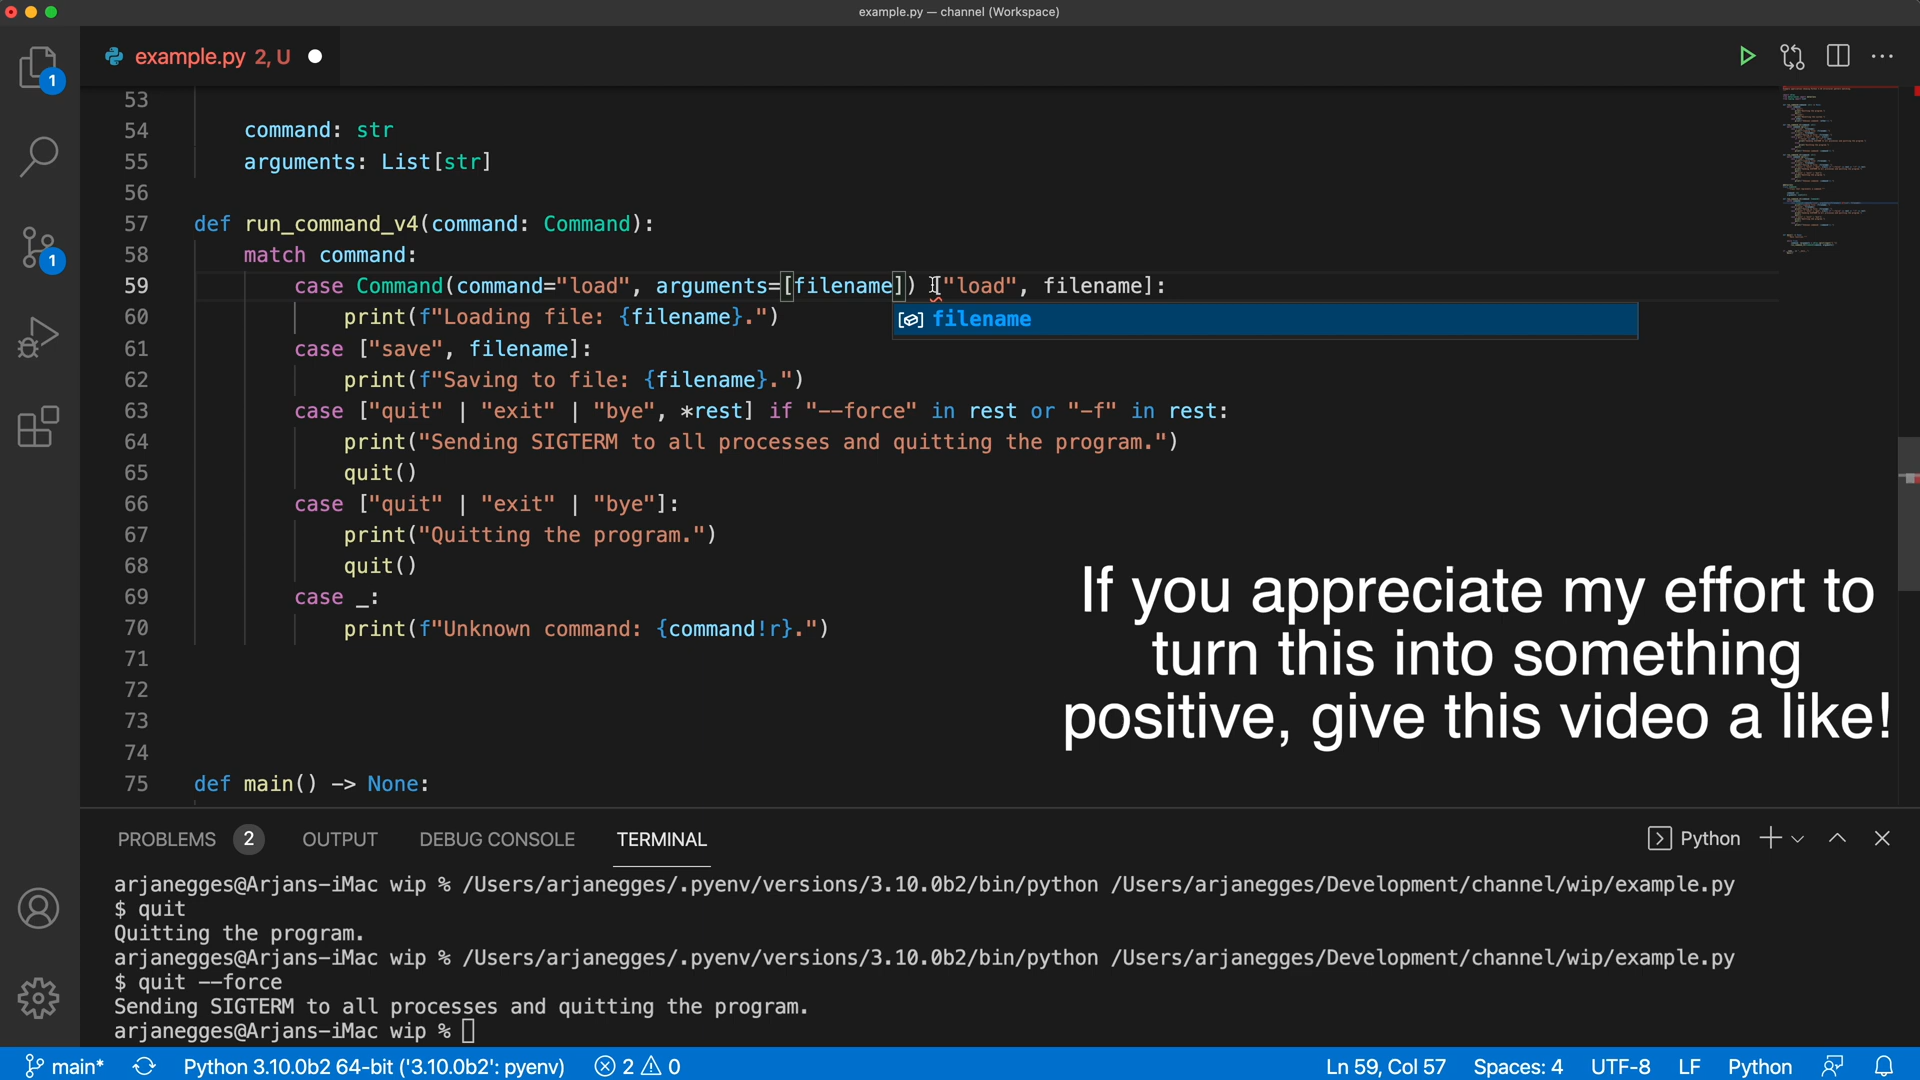 example.py — channel (Workspace)
example.py 2, U
1
1
53
54 command: str
55 arguments: List[str]
56
57 def run_command_v4(command: Command):
58 match command:
59 case Command(command="load", arguments=[filename]) ["load", filename]:
filename
60 print(f"Loading file: {filename}.")
61 case ["save", filename]:
62 print(f"Saving to file: {filename}.")
63 case ["quit" | "exit" | "bye", *rest] if "--force" in rest or "-f" in rest:
64 print("Sending SIGTERM to all processes and quitting the program.")
65 quit()
66 case ["quit" | "exit" | "bye"]:
67 print("Quitting the program.")
68 quit()
69 case _:
70 print(f"Unknown command: {command!r}.")
71
72
73
74
75 def main() -> None:
If you appreciate my effort to
turn this into something
positive, give this video a like!
PROBLEMS 2 OUTPUT DEBUG CONSOLE TERMINAL Python
arjanegges@Arjans-iMac wip % /Users/arjanegges/.pyenv/versions/3.10.0b2/bin/python /Users/arjanegges/Development/channel/wip/example.py
$ quit
Quitting the program.
arjanegges@Arjans-iMac wip % /Users/arjanegges/.pyenv/versions/3.10.0b2/bin/python /Users/arjanegges/Development/channel/wip/example.py
$ quit --force
Sending SIGTERM to all processes and quitting the program.
arjanegges@Arjans-iMac wip %
main* Python 3.10.0b2 64-bit ('3.10.0b2': pyenv) 2 0 Ln 59, Col 57 Spaces: 4 UTF-8 LF Python